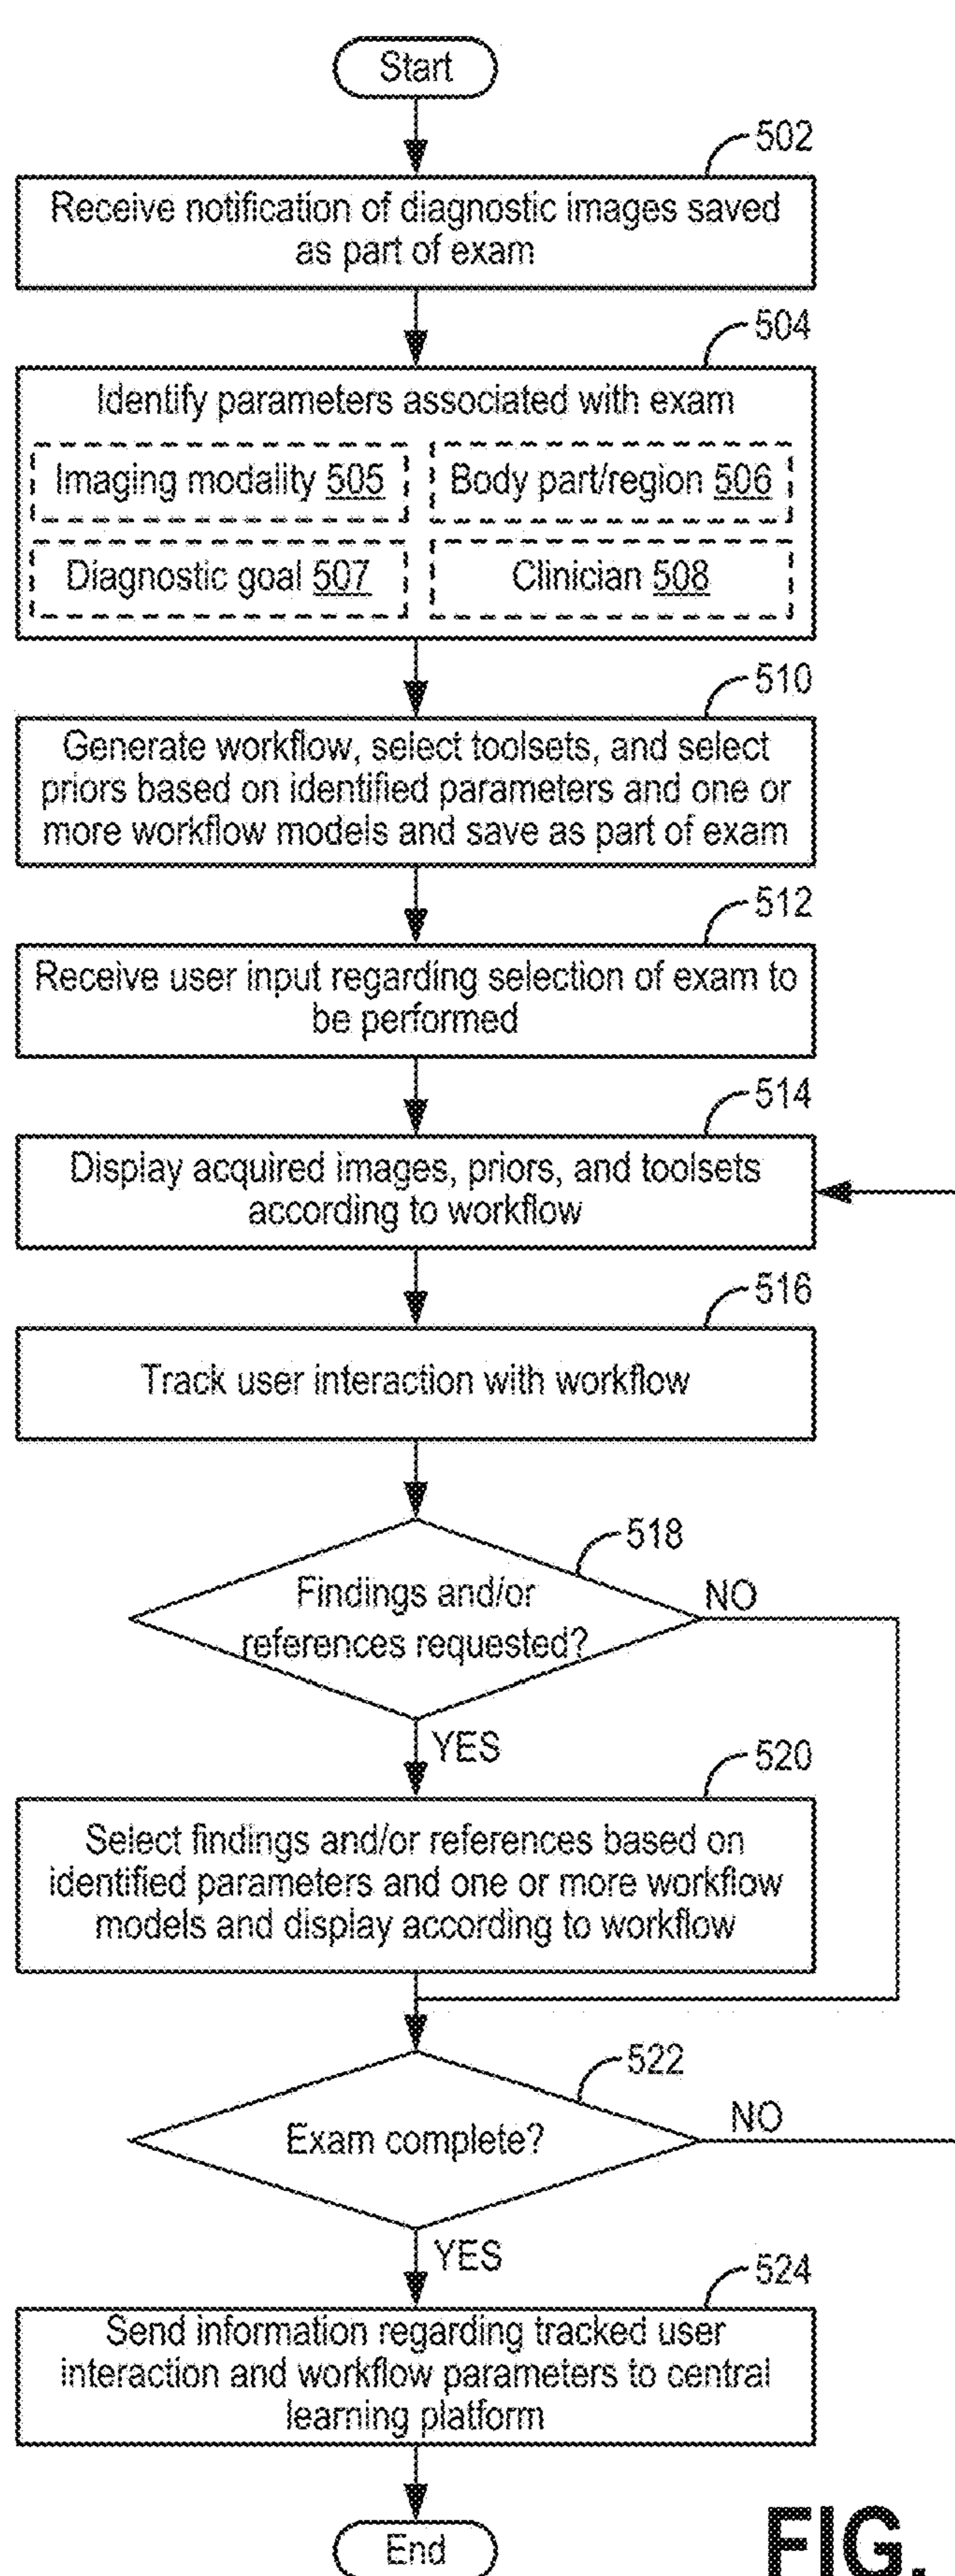 Start
502
Receive notification of diagnostic images saved
as part of exam
504
Identify parameters associated with exam
Imaging modality 505
Body part/region 506
Diagnostic goal 507
Clinician 508
510
Generate workflow, select toolsets, and select
priors based on identified parameters and one or
more workflow models and save as part of exam
512
Receive user input regarding selection of exam to
be performed
514
Display acquired images, priors, and toolsets
according to workflow
516
Track user interaction with workflow
518
Findings and/or
references requested?
NO
YES
520
Select findings and/or references based on
identified parameters and one or more workflow
models and display according to workflow
522
Exam complete?
NO
YES
524
Send information regarding tracked user
interaction and workflow parameters to central
learning platform
End
FIG.